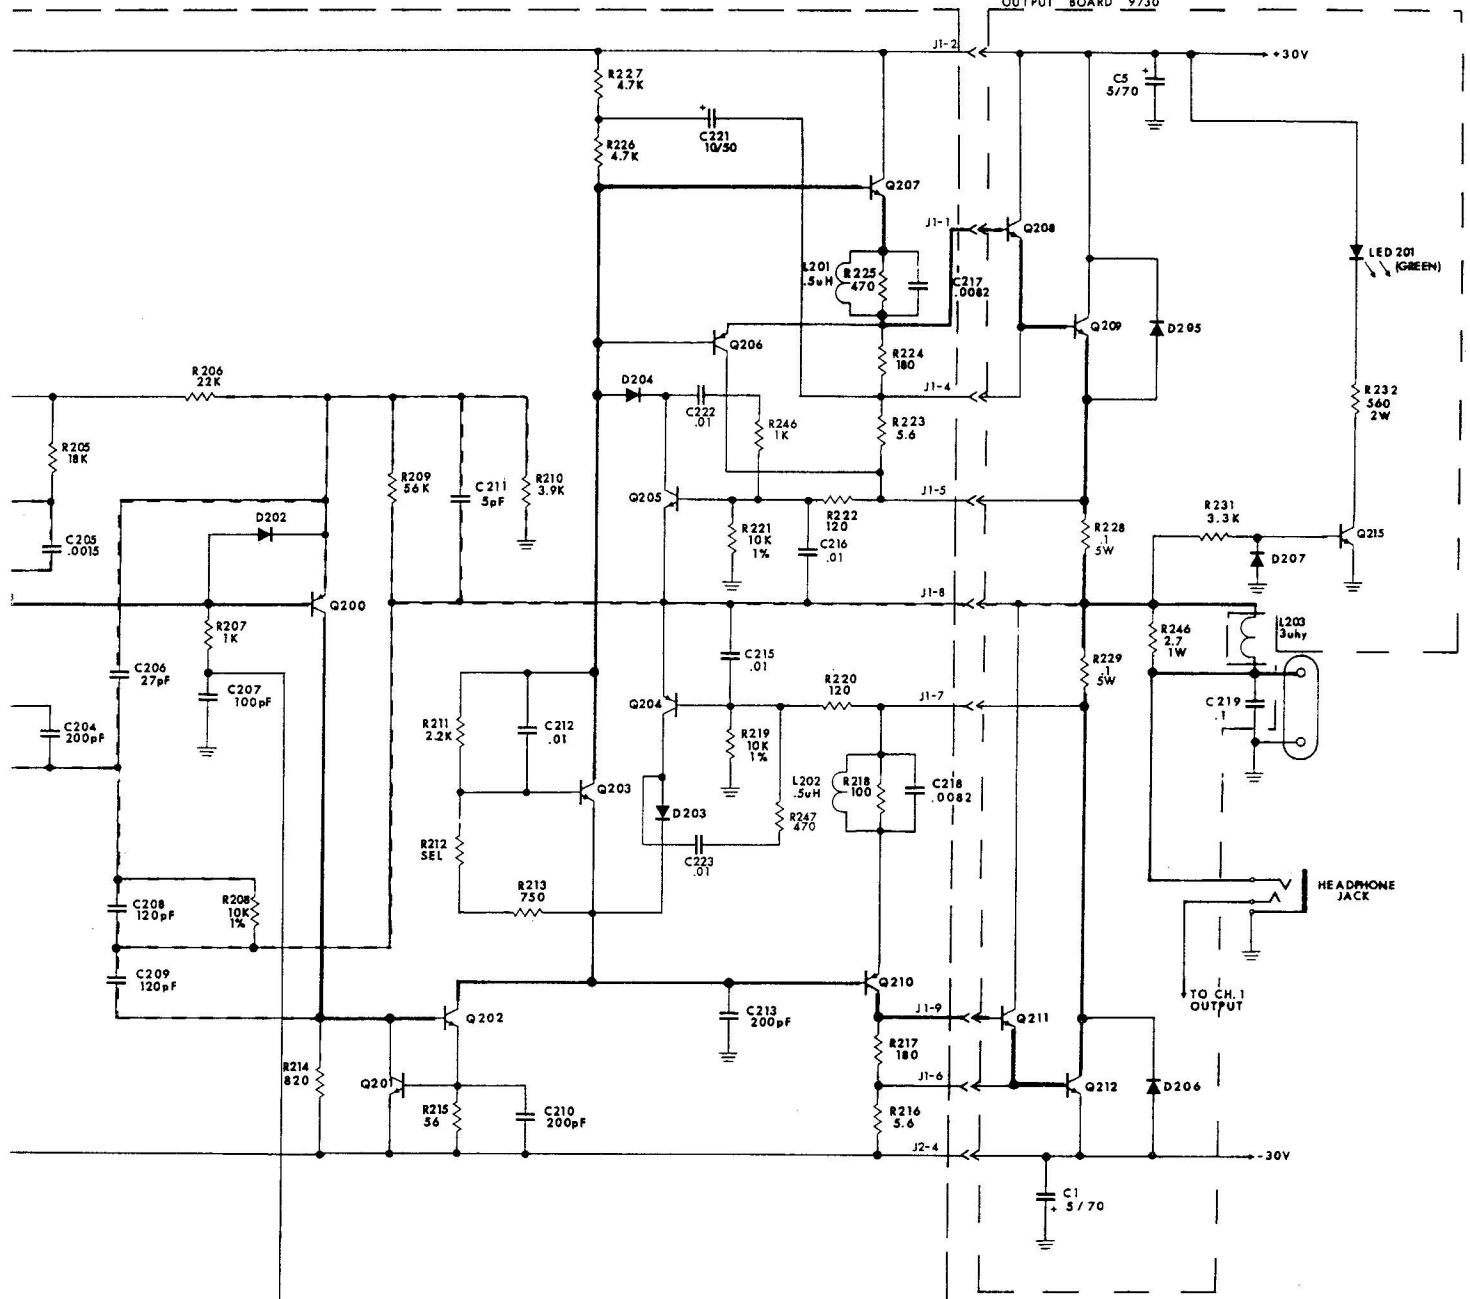 OUTPUT BOARD 9730
J1-2
+30V
R227
4.7K
C5
5/70
+
+
C221
10/50
R226
4.7K
Q207
J1-1
Q208
LED 201
(GREEN)
L201
.5uH
R225
470
C217
.0082
Q206
Q209
D205
R224
180
R206
22K
D204
J1-4
R232
560
2W
C222
.01
R246
1K
R223
5.6
R205
18K
R209
56K
C211
5pF
R210
3.9K
Q205
J1-5
D202
R221
10K
1%
R222
120
C216
.01
R228
.1
5W
R231
3.3K
Q215
C205
.0015
D207
Q200
J1-8
R207
1K
L203
3uhy
R246
2.7
1W
C215
.01
R229
.1
5W
C206
27pF
C207
100pF
R220
120
Q204
J1-7
C219
.1
C204
200pF
R211
2.2K
C212
.01
R219
10K
1%
L202
.5uH
R218
100
C218
.0082
Q203
D203
R247
470
R212
SEL
C223
.01
R213
750
HEADPHONE
JACK
C208
120pF
R208
10K
1%
C209
120pF
Q210
TO CH.1
OUTPUT
Q202
C213
200pF
J1-9
Q211
R217
180
R214
820
Q201
J1-6
Q212
D206
R215
56
C210
200pF
R216
5.6
J2-4
-30V
C1
5/70
+